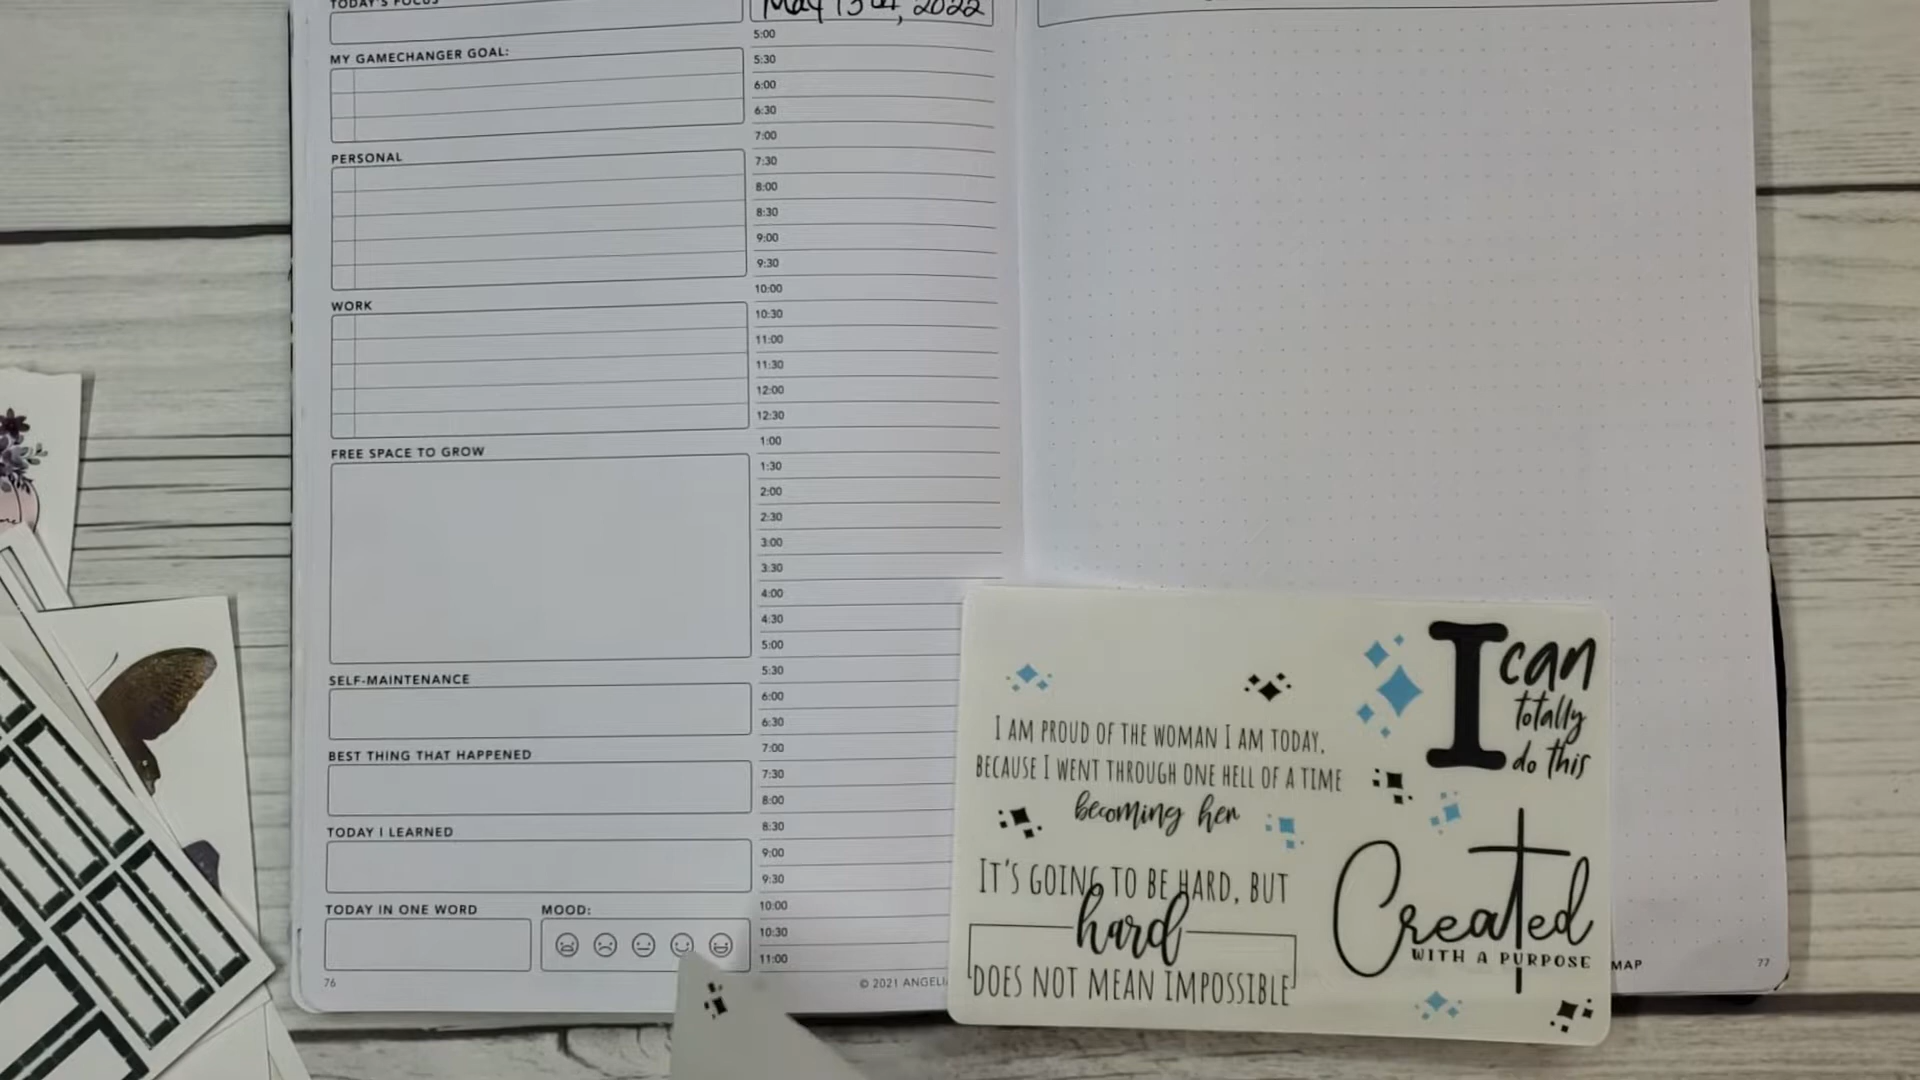 TODAY'S FOCUS
May 13th, 2022
MY GAMECHANGER GOAL:
PERSONAL
WORK
FREE SPACE TO GROW
SELF-MAINTENANCE
BEST THING THAT HAPPENED
TODAY I LEARNED
TODAY IN ONE WORD
MOOD:
76
5:00
5:30
6:00
6:30
7:00
7:30
8:00
8:30
9:00
9:30
10:00
10:30
11:00
11:30
12:00
12:30
1:00
1:30
2:00
2:30
3:00
3:30
4:00
4:30
5:00
5:30
6:00
6:30
7:00
7:30
8:00
8:30
9:00
9:30
10:00
10:30
11:00
© 2021
I AM PROUD OF THE WOMAN I AM TODAY,
BECAUSE I WENT THROUGH ONE HELL OF A TIME
becoming her
IT'S GOING TO BE HARD, BUT
hard
DOES NOT MEAN IMPOSSIBLE
I can
totally
do this
Created
WITH A PURPOSE
MAP
77